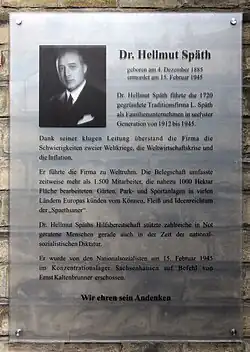 Dr. Hellmut Späth
geboren am 4. Dezember 1885
ermordet am 15. Februar 1945
Dr. Hellmut Späth führte die 1720
gegründete Traditionsfirma L. Späth
als Familienunternehmen in sechster
Generation von 1912 bis 1945.
Dank seiner klugen Leitung überstand die Firma die
Schwierigkeiten zweier Weltkriege, die Weltwirtschaftskrise und
die Inflation.
Er führte die Firma zu Weltruhm. Die Belegschaft umfasste
zeitweise mehr als 1.500 Mitarbeiter, die nahezu 1000 Hektar
Fläche bearbeiteten. Gärten, Park- und Sportanlagen in vielen
Ländern Europas künden vom Können, Fleiß und Ideenreichtum
der „Späthianer“.
Dr. Hellmut Späths Hilfsbereitschaft stützte zahlreiche in Not
geratene Menschen gerade auch in der Zeit der national-
sozialistischen Diktatur.
Er wurde von den Nationalsozialisten am 15. Februar 1945
im Konzentrationslager Sachsenhausen auf Befehl von
Ernst Kaltenbrunner erschossen.
Wir ehren sein Andenken